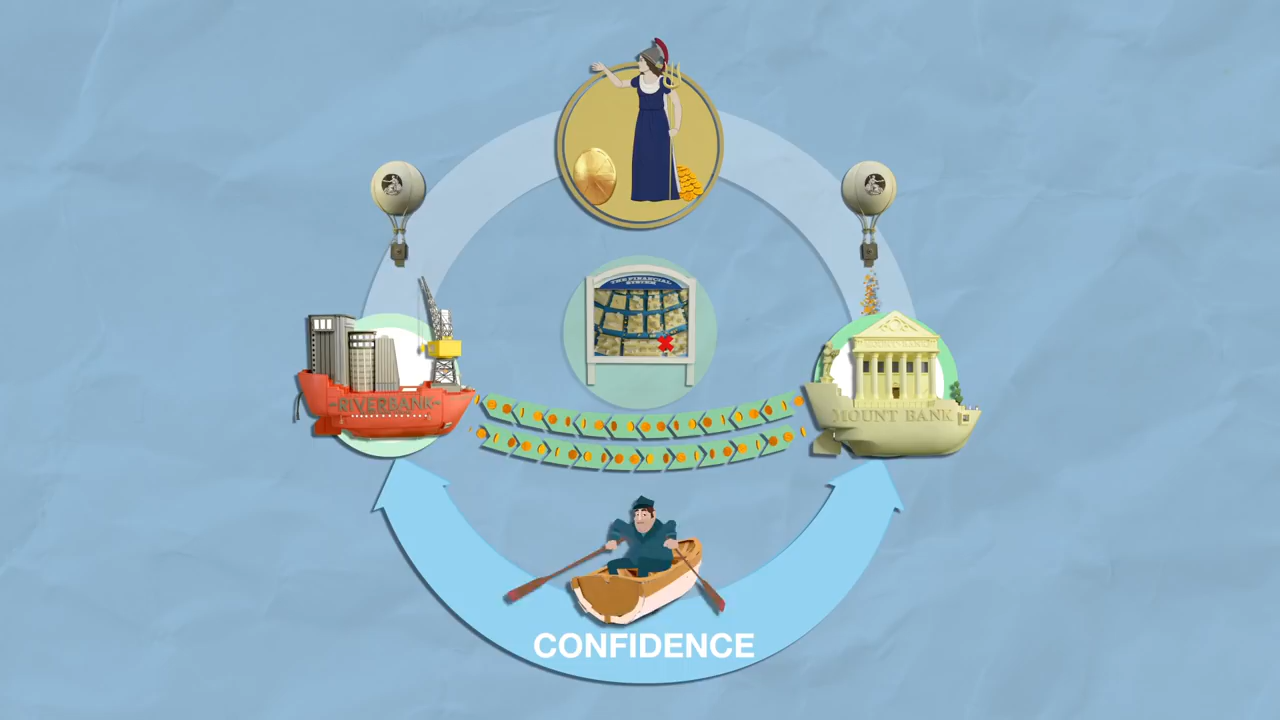 THE FINANCIAL
SYSTEM
-RIVERBANK-
MOUNT BANK
CONFIDENCE